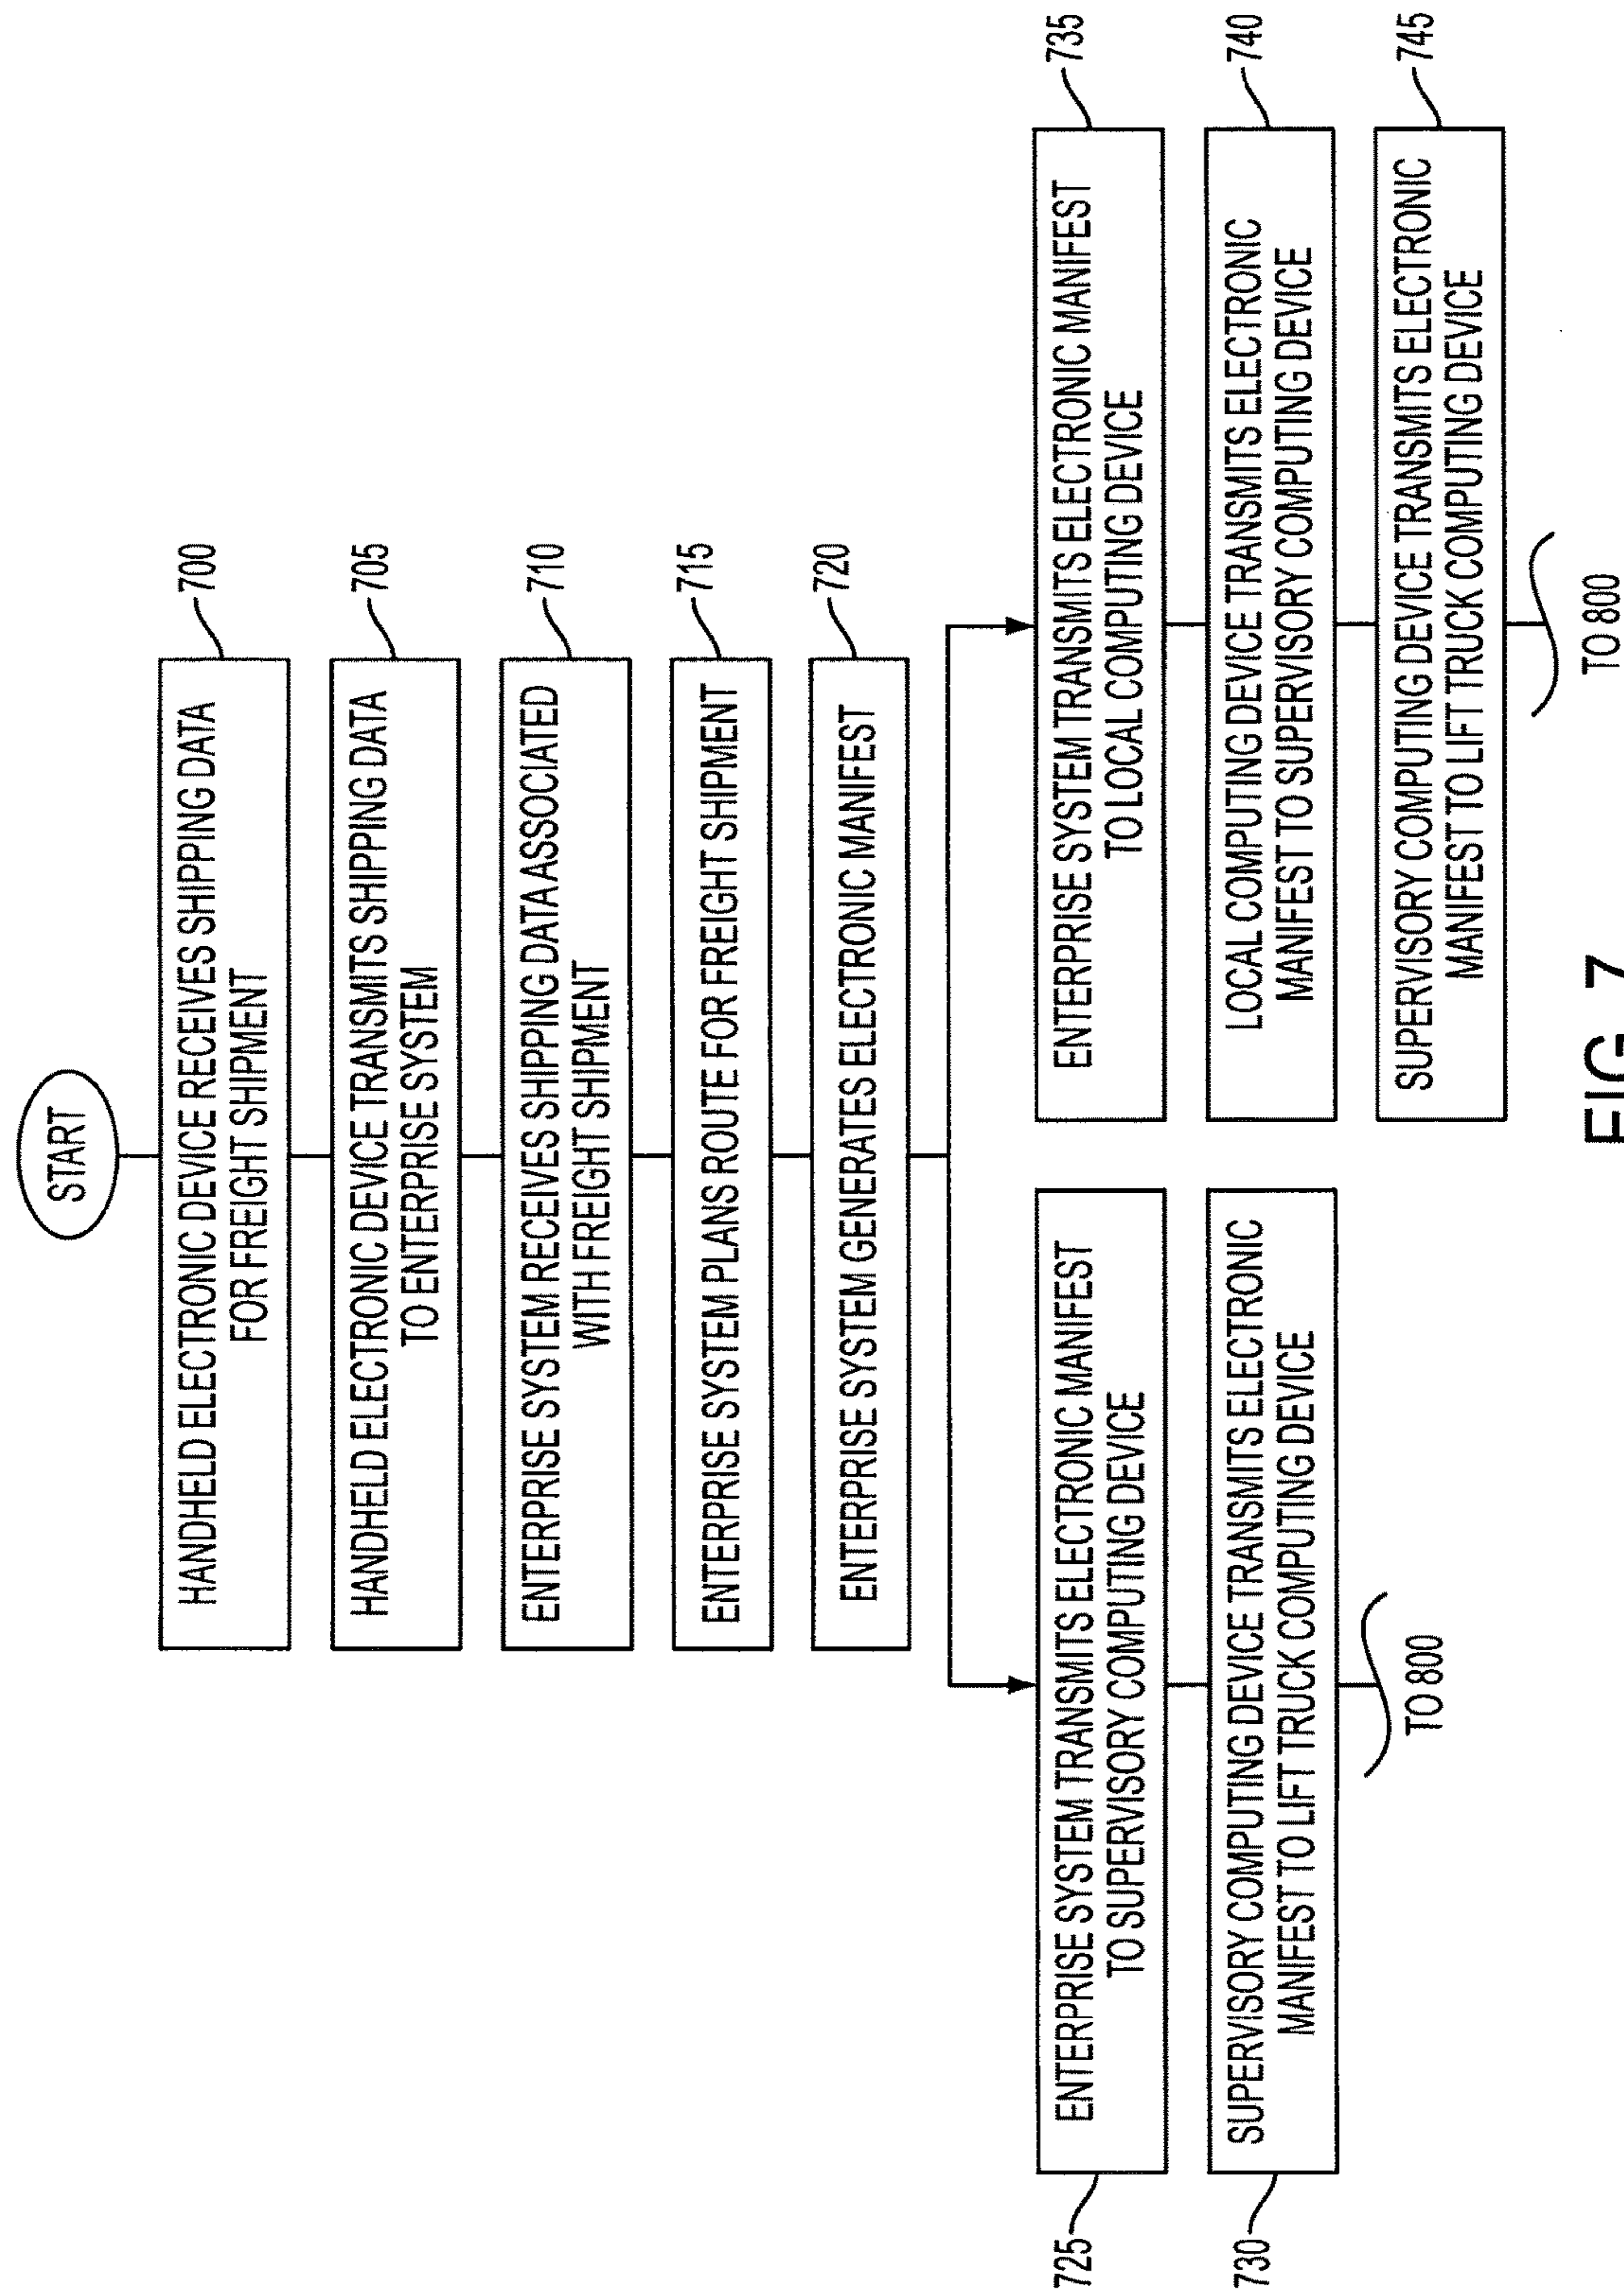 START
HANDHELD ELECTRONIC DEVICE RECEIVES SHIPPING DATA
FOR FREIGHT SHIPMENT
700
HANDHELD ELECTRONIC DEVICE TRANSMITS SHIPPING DATA
TO ENTERPRISE SYSTEM
705
ENTERPRISE SYSTEM RECEIVES SHIPPING DATA ASSOCIATED
WITH FREIGHT SHIPMENT
710
ENTERPRISE SYSTEM PLANS ROUTE FOR FREIGHT SHIPMENT
715
ENTERPRISE SYSTEM GENERATES ELECTRONIC MANIFEST
720
725
ENTERPRISE SYSTEM TRANSMITS ELECTRONIC MANIFEST
TO SUPERVISORY COMPUTING DEVICE
730
SUPERVISORY COMPUTING DEVICE TRANSMITS ELECTRONIC
MANIFEST TO LIFT TRUCK COMPUTING DEVICE
TO 800
ENTERPRISE SYSTEM TRANSMITS ELECTRONIC MANIFEST
TO LOCAL COMPUTING DEVICE
735
LOCAL COMPUTING DEVICE TRANSMITS ELECTRONIC
MANIFEST TO SUPERVISORY COMPUTING DEVICE
740
SUPERVISORY COMPUTING DEVICE TRANSMITS ELECTRONIC
MANIFEST TO LIFT TRUCK COMPUTING DEVICE
745
TO 800
FIG. 7